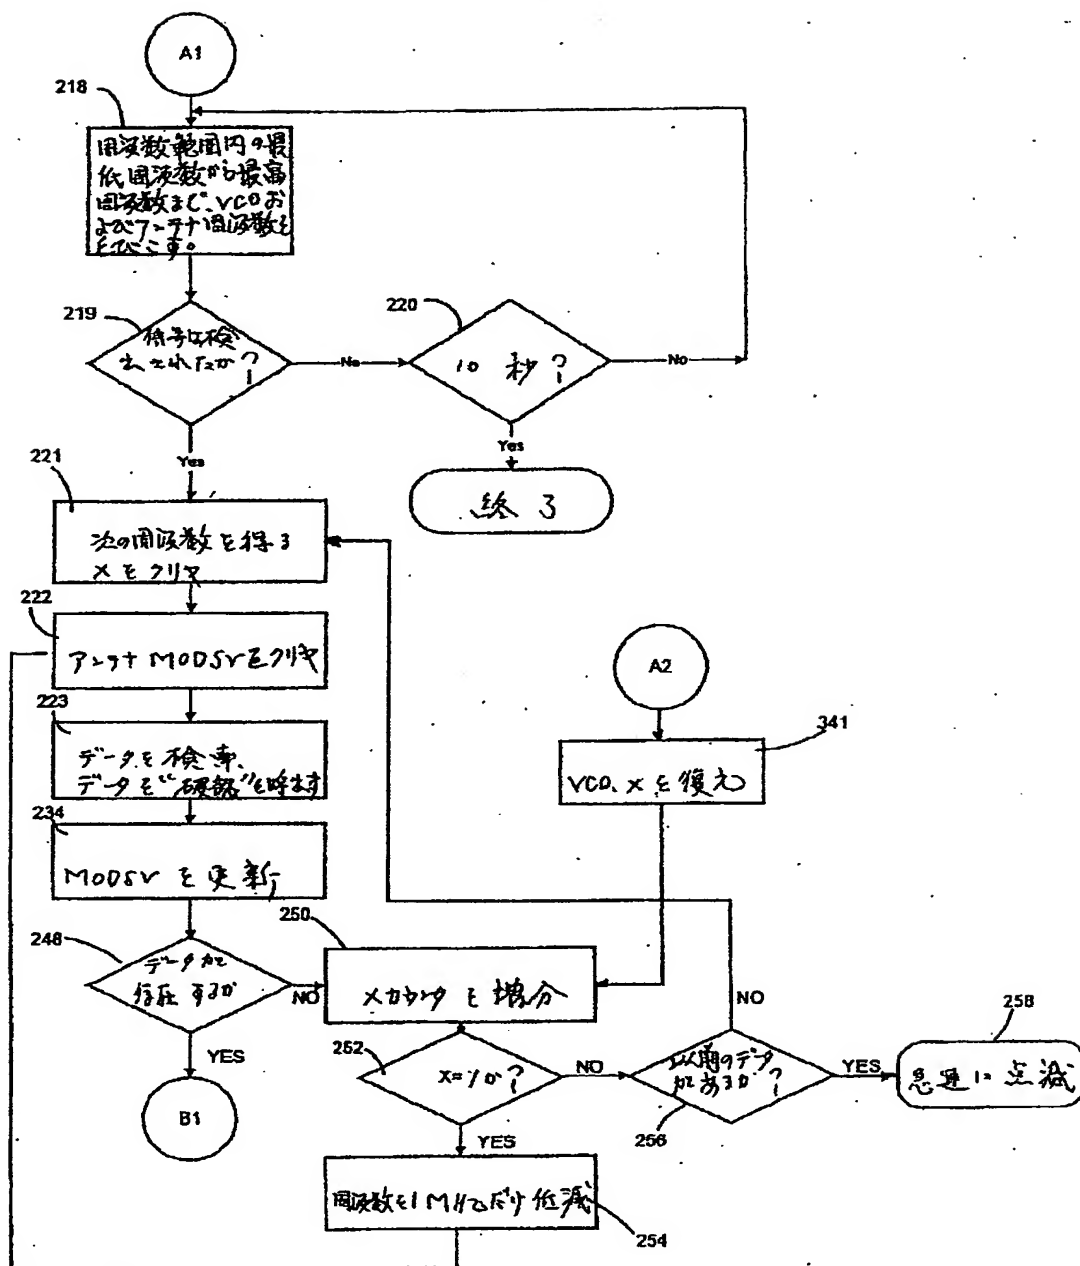 A1
218
周波数範囲内の最
低周波数から最高
周波数まで、VCOお
よびアンテナ周波数を
とびこす。
219
信号は検
出されたか?
No
220
10 秒?
No
Yes
Yes
終了
221
次の周波数を得る
Xをクリヤ
222
アンテナ MODSVをクリヤ
A2
223
データを検索、
データを"確認"を呼ます
341
VCO、Xを復元
234
MODSV を更新
248
データが
存在するか
NO
250
Xカウンタを増分
NO
258
YES
252
X=1か?
NO
以前のデータ
があるか?
YES
急速に点滅
B1
256
YES
周波数を1MHzだけ低減
254